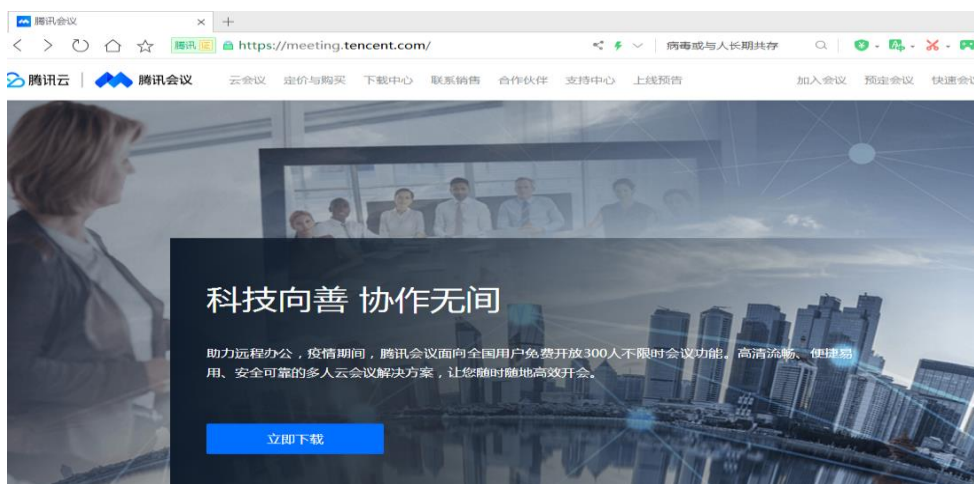 腾讯会议
腾讯
证
https://meeting.tencent.com/
病毒或与人长期共存
腾讯云
腾讯会议
云会议 定价与购买 下载中心 联系销售 合作伙伴 支持中心 上线预告
加入会议 预定会议 快速会议
科技向善 协作无间
助力远程办公，疫情期间，腾讯会议面向全国用户免费开放300人不限时会议功能。高清流畅、便捷易
用、安全可靠的多人云会议解决方案，让您随时随地高效开会。
立即下载